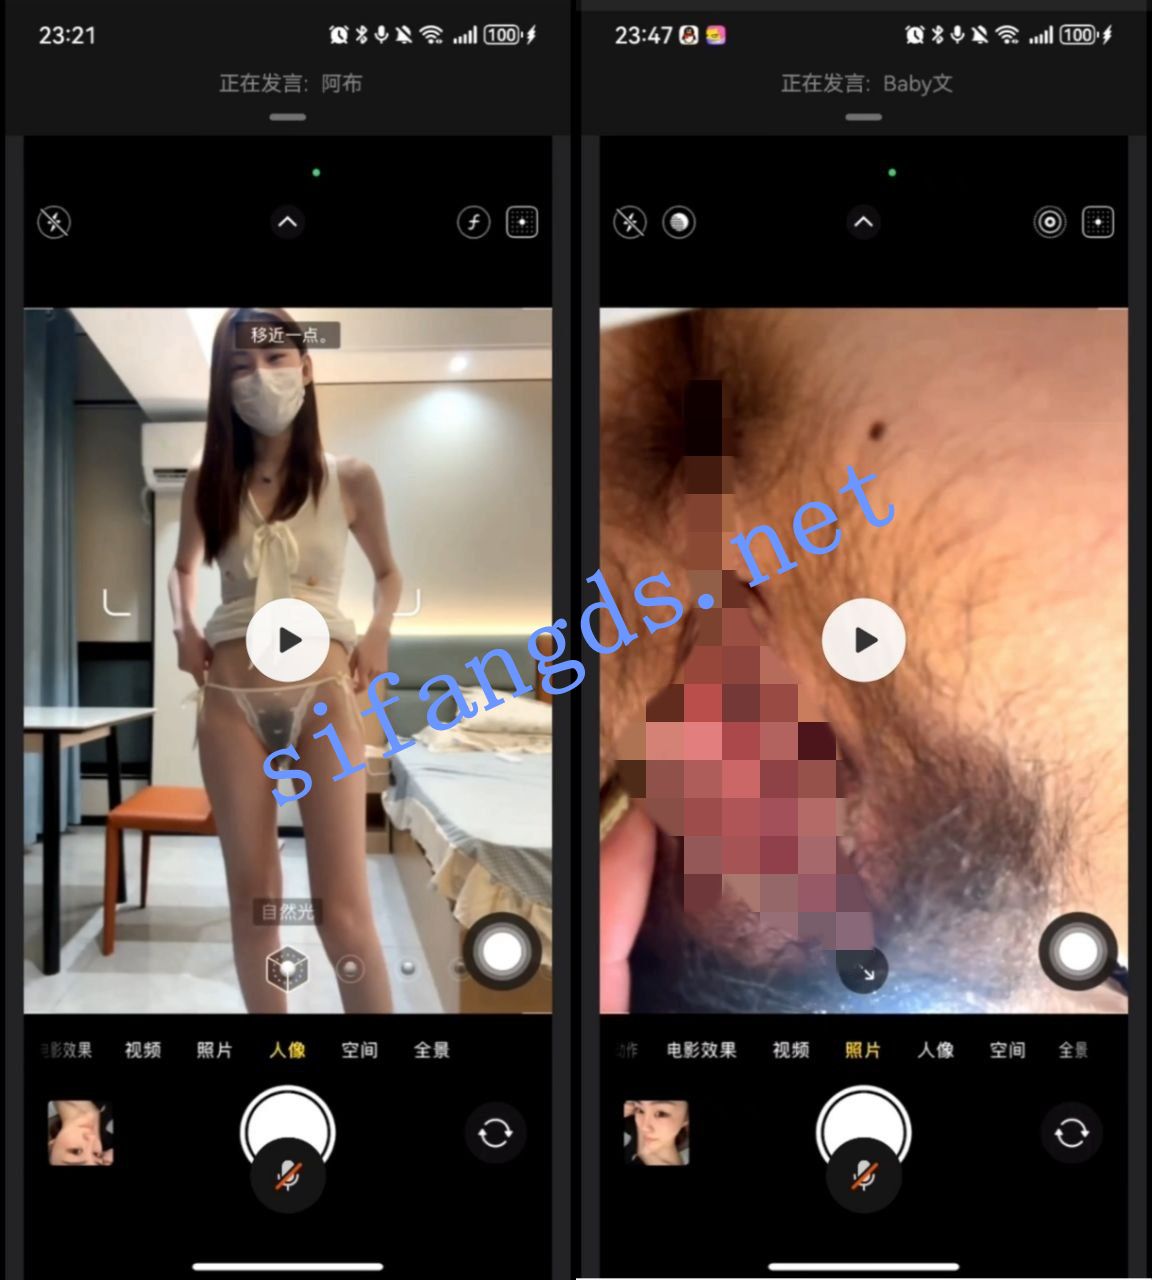 23:21
100
正在发言: 阿布
移近一点。
自然光
电影效果 视频 照片 人像 空间 全景
23:47
100
正在发言: Baby文
动作 电影效果 视频 照片 人像 空间 全景
sifangds.net